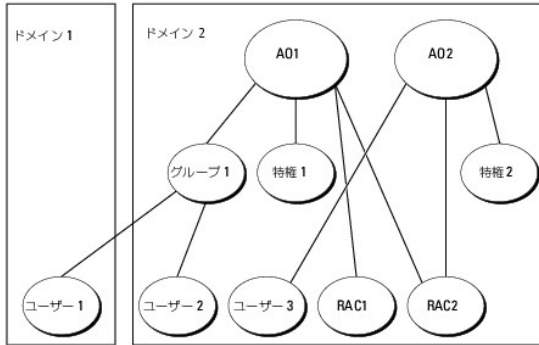 ドメイン 1
ドメイン 2
A01
A02
グループ 1
特権 1
特権 2
ユーザー 1
ユーザー 2
ユーザー 3
RAC1
RAC2